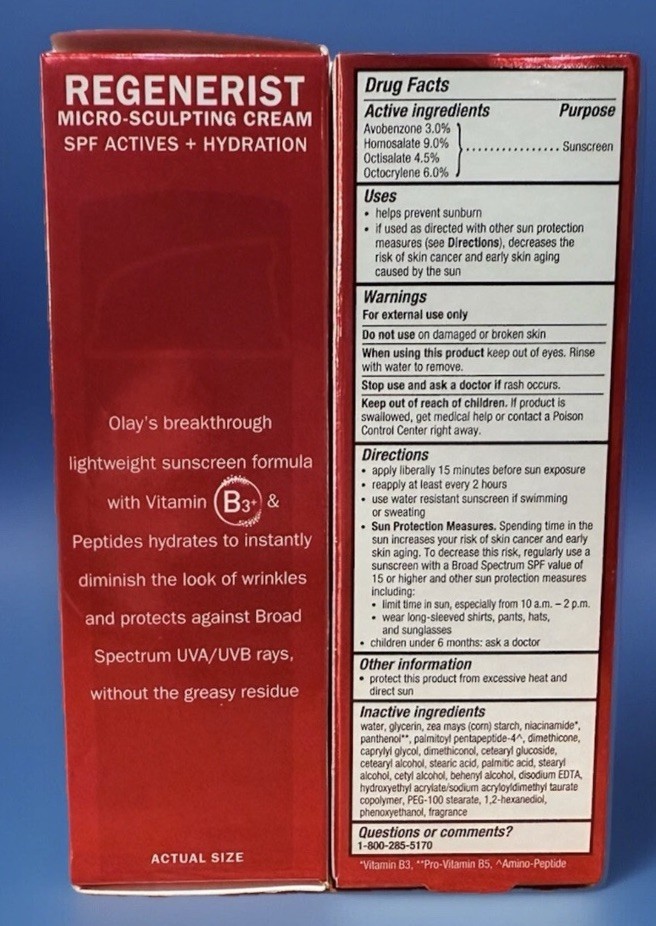 REGENERIST
MICRO-SCULPTING CREAM
SPF ACTIVES + HYDRATION
Olay's breakthrough
lightweight sunscreen formula
with Vitamin B3+ &
Peptides hydrates to instantly
diminish the look of wrinkles
and protects against Broad
Spectrum UVA/UVB rays,
without the greasy residue
ACTUAL SIZE
Drug Facts
Active ingredients Purpose
Avobenzone 3.0%
Homosalate 9.0%
Octisalate 4.5%
Octocrylene 6.0%
................ Sunscreen
Uses
• helps prevent sunburn
• if used as directed with other sun protection
measures (see Directions), decreases the
risk of skin cancer and early skin aging
caused by the sun
Warnings
For external use only
Do not use on damaged or broken skin
When using this product keep out of eyes. Rinse
with water to remove.
Stop use and ask a doctor if rash occurs.
Keep out of reach of children. If product is
swallowed, get medical help or contact a Poison
Control Center right away.
Directions
• apply liberally 15 minutes before sun exposure
• reapply at least every 2 hours
• use water resistant sunscreen if swimming
or sweating
• Sun Protection Measures. Spending time in the
sun increases your risk of skin cancer and early
skin aging. To decrease this risk, regularly use a
sunscreen with a Broad Spectrum SPF value of
15 or higher and other sun protection measures
including:
• limit time in sun, especially from 10 a.m. – 2 p.m.
• wear long-sleeved shirts, pants, hats,
and sunglasses
• children under 6 months: ask a doctor
Other information
• protect this product from excessive heat and
direct sun
Inactive ingredients
water, glycerin, zea mays (corn) starch, niacinamide*,
panthenol**, palmitoyl pentapeptide-4^, dimethicone,
caprylyl glycol, dimethiconol, cetearyl glucoside,
cetearyl alcohol, stearic acid, palmitic acid, stearyl
alcohol, cetyl alcohol, behenyl alcohol, disodium EDTA,
hydroxyethyl acrylate/sodium acryloyldimethyl taurate
copolymer, PEG-100 stearate, 1,2-hexanediol,
phenoxyethanol, fragrance
Questions or comments?
1-800-285-5170
*Vitamin B3, **Pro-Vitamin B5, ^Amino-Peptide